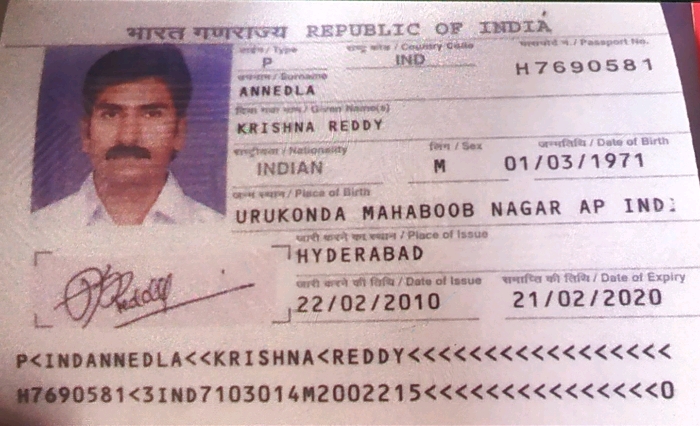 भारत गणराज्य REPUBLIC OF INDIA
टाईप / Type
राष्ट्र कोड / Country Code
पासपोर्ट नं. / Passport No.
P
IND
H7690581
उपनाम / Surname
ANNEDLA
दिया गया नाम / Given Name(s)
KRISHNA REDDY
राष्ट्रीयता / Nationality
लिंग / Sex
जन्मतिथि / Date of Birth
INDIAN
M
01/03/1971
जन्म स्थान / Place of Birth
URUKONDA MAHABOOB NAGAR AP IND
जारी करने का स्थान / Place of Issue
HYDERABAD
जारी करने की तिथि / Date of Issue
समाप्ति की तिथि / Date of Expiry
22/02/2010
21/02/2020
Reddy
P<INDANNEDLA<<KRISHNA<REDDY<<<<<<<<<<<<<<<<<
H7690581<3IND7103014M2002215<<<<<<<<<<<<<<<0